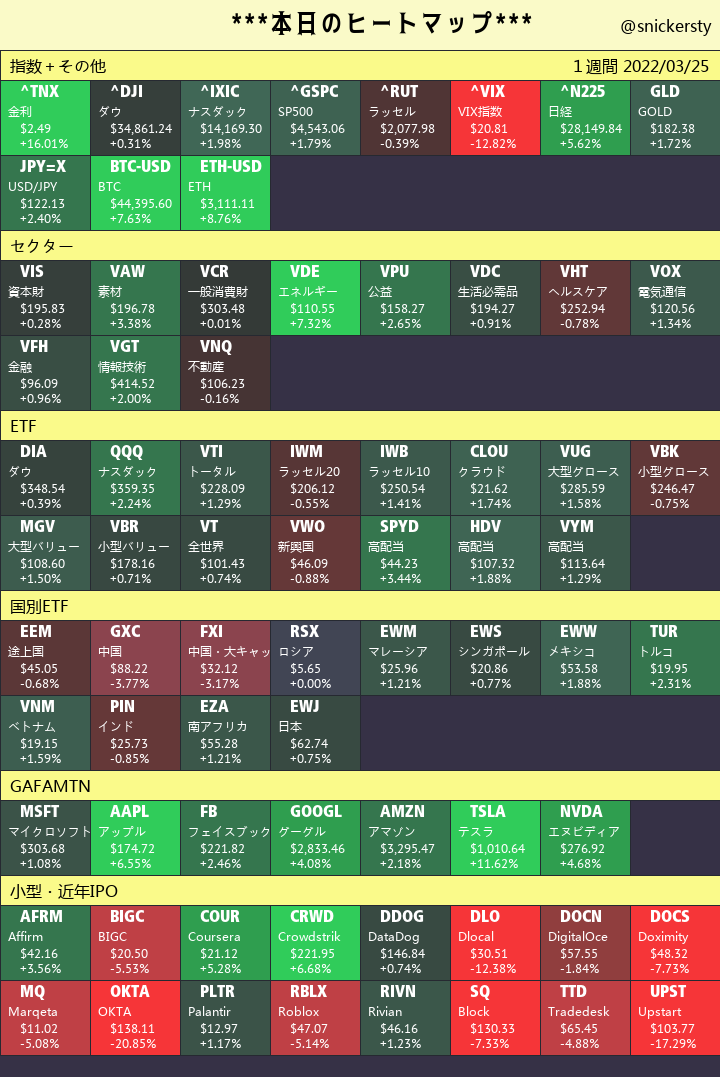 ***本日のヒートマップ***
@snickersty
指数＋その他 １週間 2022/03/25
^TNX ^DJI ^IXIC ^GSPC ^RUT ^VIX ^N225 GLD
金利 ダウ ナスダック SP500 ラッセル VIX指数 日経 GOLD
$2.49 $34,861.24 $14,169.30 $4,543.06 $2,077.98 $20.81 $28,149.84 $182.38
+16.01% +0.31% +1.98% +1.79% -0.39% -12.82% +5.62% +1.72%
JPY=X BTC-USD ETH-USD
USD/JPY BTC ETH
$122.13 $44,395.60 $3,111.11
+2.40% +7.63% +8.76%
セクター
VIS VAW VCR VDE VPU VDC VHT VOX
資本財 素材 一般消費財 エネルギー 公益 生活必需品 ヘルスケア 電気通信
$195.83 $196.78 $303.48 $110.55 $158.27 $194.27 $252.94 $120.56
+0.28% +3.38% +0.01% +7.32% +2.65% +0.91% -0.78% +1.34%
VFH VGT VNQ
金融 情報技術 不動産
$96.09 $414.52 $106.23
+0.96% +2.00% -0.16%
ETF
DIA QQQ VTI IWM IWB CLOU VUG VBK
ダウ ナスダック トータル ラッセル20 ラッセル10 クラウド 大型グロース 小型グロース
$348.54 $359.35 $228.09 $206.12 $250.54 $21.62 $285.59 $246.47
+0.39% +2.24% +1.29% -0.55% +1.41% +1.74% +1.58% -0.75%
MGV VBR VT VWO SPYD HDV VYM
大型バリュー 小型バリュー 全世界 新興国 高配当 高配当 高配当
$108.60 $178.16 $101.43 $46.09 $44.23 $107.32 $113.64
+1.50% +0.71% +0.74% -0.88% +3.44% +1.88% +1.29%
国別ETF
EEM GXC FXI RSX EWM EWS EWW TUR
途上国 中国 中国・大キャッ ロシア マレーシア シンガポール メキシコ トルコ
$45.05 $88.22 $32.12 $5.65 $25.96 $20.86 $53.58 $19.95
-0.68% -3.77% -3.17% +0.00% +1.21% +0.77% +1.88% +2.31%
VNM PIN EZA EWJ
ベトナム インド 南アフリカ 日本
$19.15 $25.73 $55.28 $62.74
+1.59% -0.85% +1.21% +0.75%
GAFAMTN
MSFT AAPL FB GOOGL AMZN TSLA NVDA
マイクロソフト アップル フェイスブック グーグル アマゾン テスラ エヌビディア
$303.68 $174.72 $221.82 $2,833.46 $3,295.47 $1,010.64 $276.92
+1.08% +6.55% +2.46% +4.08% +2.18% +11.62% +4.68%
小型・近年IPO
AFRM BIGC COUR CRWD DDOG DLO DOCN DOCS
Affirm BIGC Coursera Crowdstrik DataDog Dlocal DigitalOce Doximity
$42.16 $20.50 $21.12 $221.95 $146.84 $30.51 $57.55 $48.32
+3.56% -5.53% +5.28% +6.68% +0.74% -12.38% -1.84% -7.73%
MQ OKTA PLTR RBLX RIVN SQ TTD UPST
Marqeta OKTA Palantir Roblox Rivian Block Tradedesk Upstart
$11.02 $138.11 $12.97 $47.07 $46.16 $130.33 $65.45 $103.77
-5.08% -20.85% +1.17% -5.14% +1.23% -7.33% -4.88% -17.29%